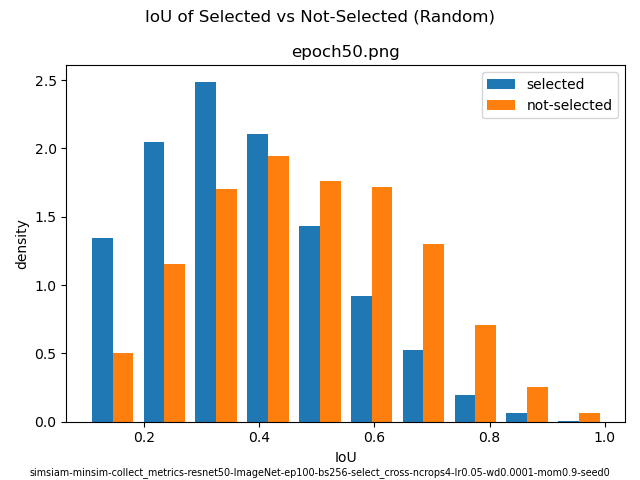 IoU of Selected vs Not-Selected (Random)
epoch50.png
selected
not-selected
2.5
2.0
1.5
1.0
0.5
0.0
density
0.2
0.4
0.6
0.8
1.0
IoU
simsiam-minsim-collect_metrics-resnet50-ImageNet-ep100-bs256-select_cross-ncrops4-lr0.05-wd0.0001-mom0.9-seed0